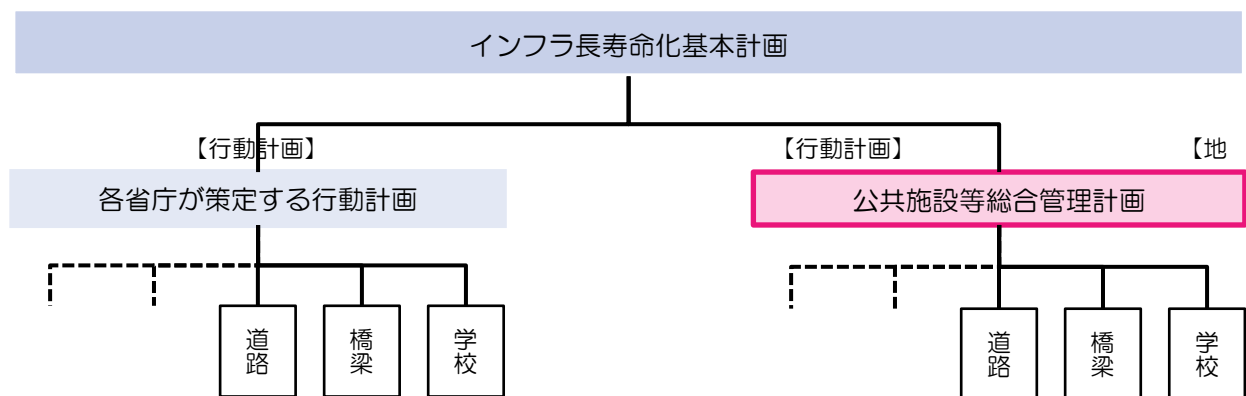 インフラ長寿命化基本計画
【行動計画】 【行動計画】 【地
各省庁が策定する行動計画 公共施設等総合管理計画
道路 橋梁 学校 道路 橋梁 学校